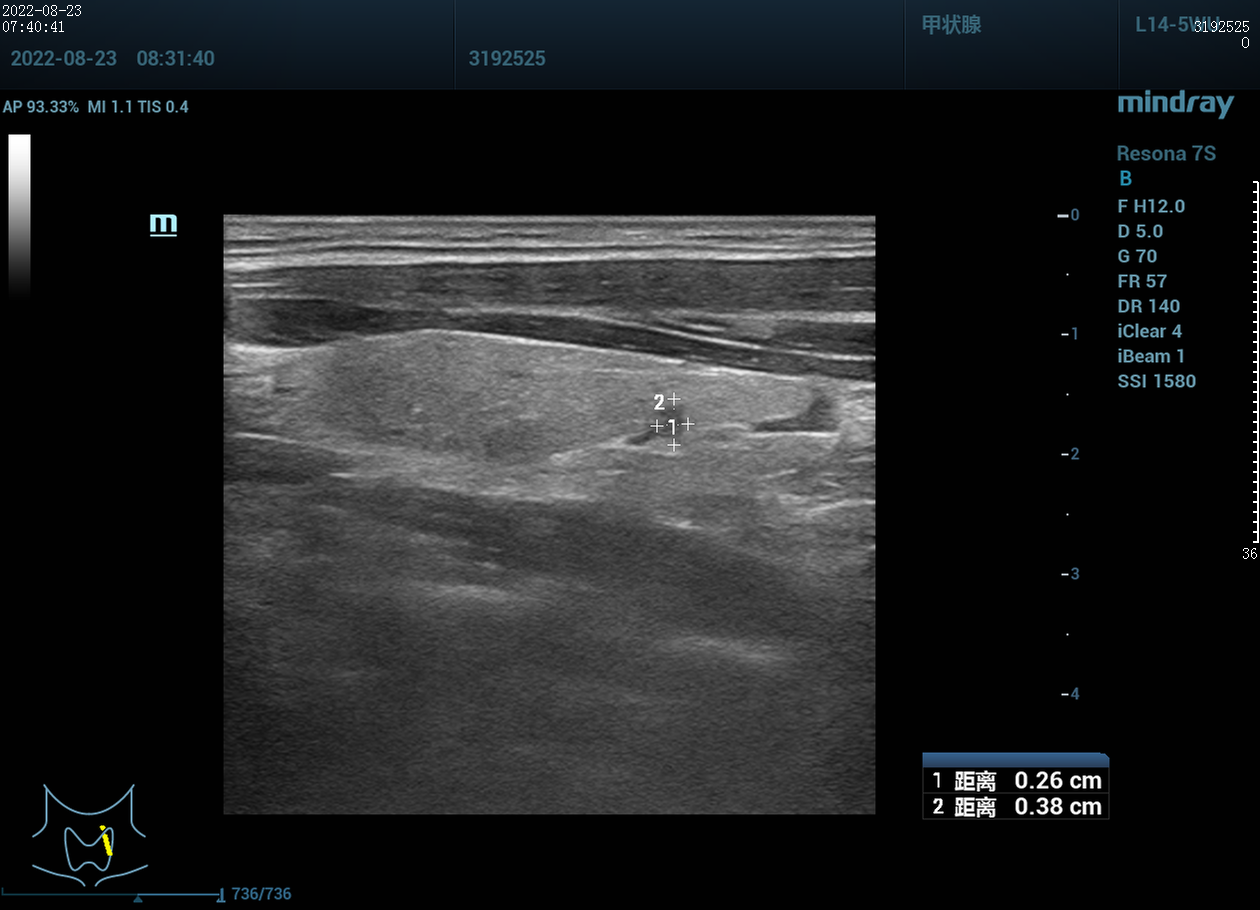 2022-08-23
07:40:41
2022-08-23 08:31:40
3192525
甲状腺
3192525
0
AP 93.33% MI 1.1 TIS 0.4
mindray
Resona 7S
B
F H12.0
D 5.0
G 70
FR 57
DR 140
iClear 4
iBeam 1
SSI 1580
m
0
1
2
3
4
2
1
36
1 距离 0.26 cm
2 距离 0.38 cm
736/736